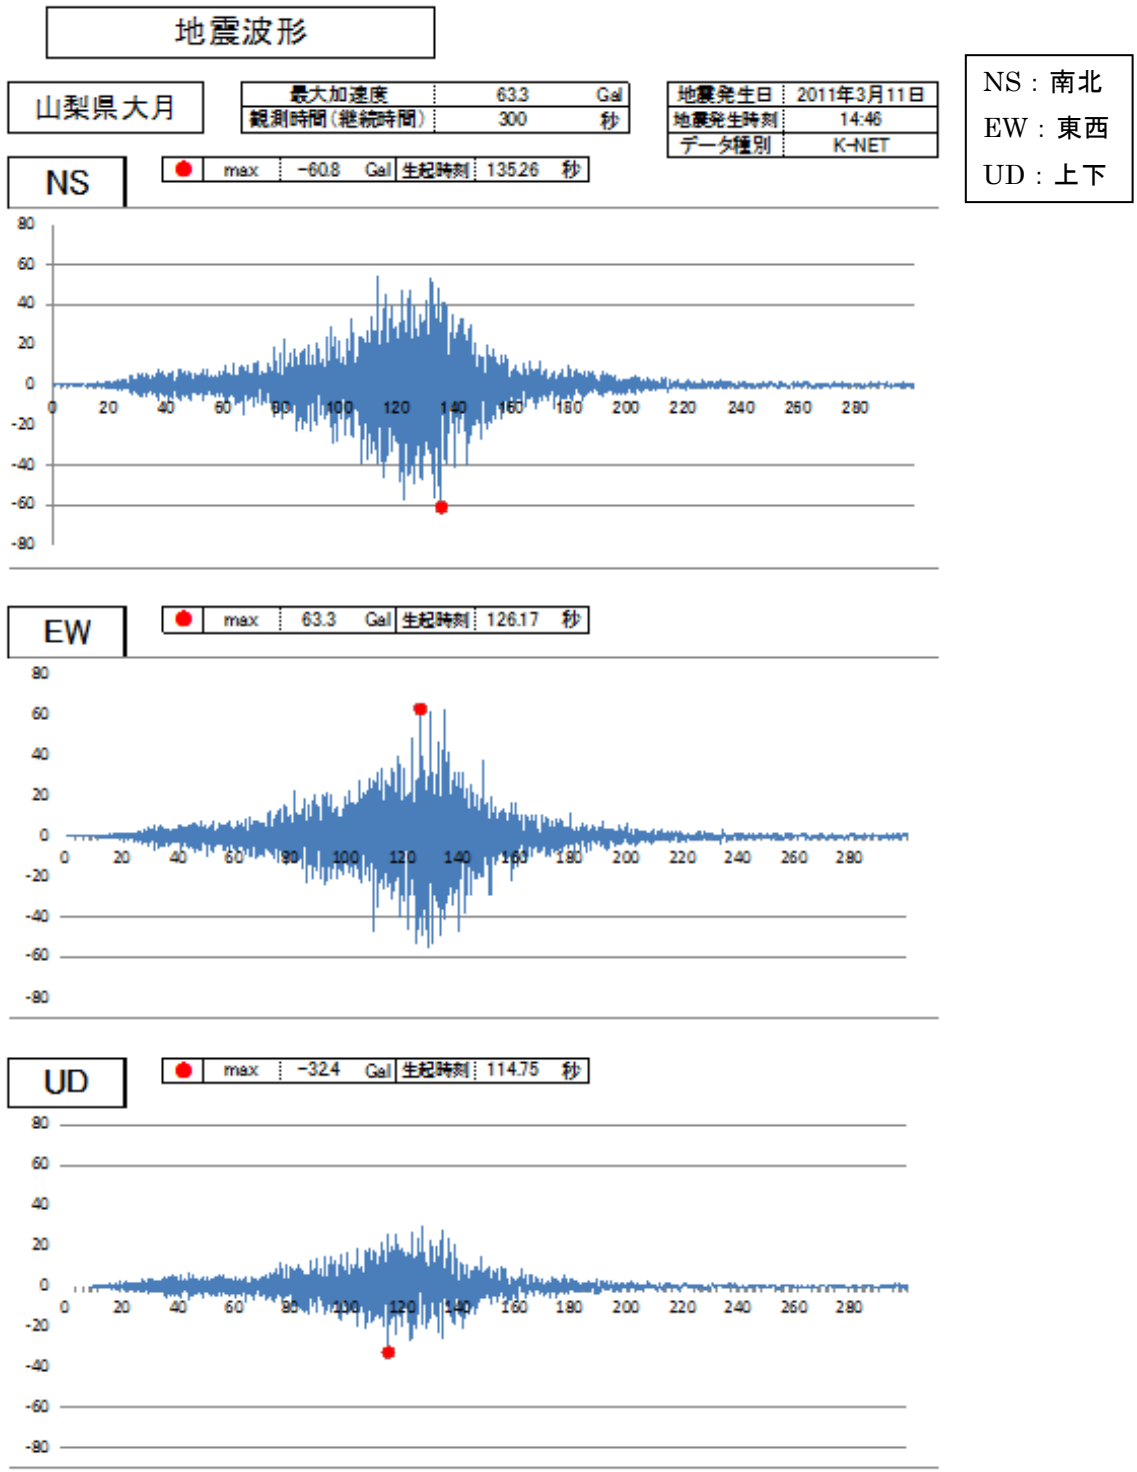 地震波形
山梨県大月
最大加速度 63.3 Gal
観測時間(継続時間) 300 秒
地震発生日 2011年3月11日
地震発生時刻 14:46
データ種別 K-NET
NS：南北
EW：東西
UD：上下
NS
max -60.8 Gal 生起時刻 135.26 秒
80
60
40
20
0
-20
-40
-60
-80
0 20 40 60 80 100 120 140 160 180 200 220 240 260 280
EW
max 63.3 Gal 生起時刻 126.17 秒
80
60
40
20
0
-20
-40
-60
-80
0 20 40 60 80 100 120 140 160 180 200 220 240 260 280
UD
max -32.4 Gal 生起時刻 114.75 秒
80
60
40
20
0
-20
-40
-60
-80
0 20 40 60 80 100 120 140 160 180 200 220 240 260 280